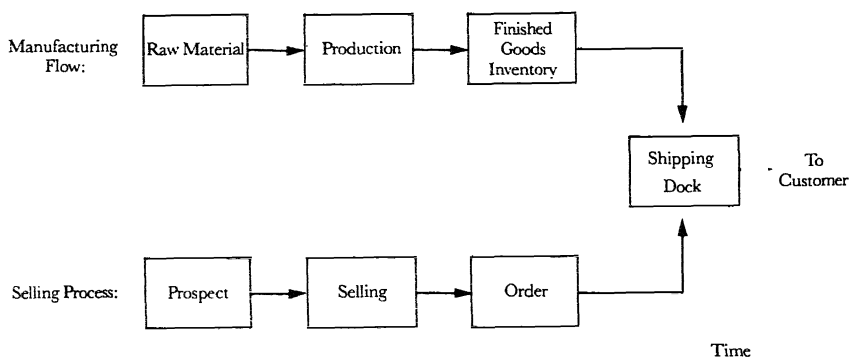 Manufacturing
Flow:
Raw Material
Production
Finished
Goods
Inventory
Shipping
Dock
To
Customer
Selling Process:
Prospect
Selling
Order
Time